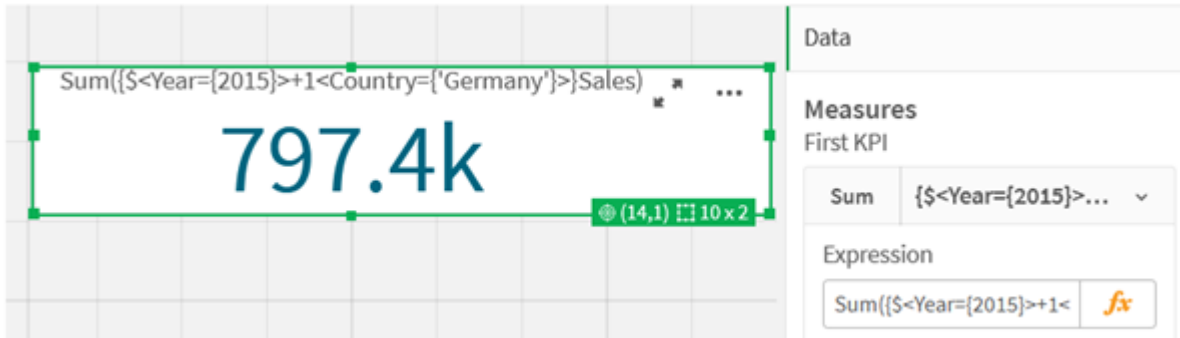 Sum({$<Year={2015}>+1<Country={'Germany'}>}Sales)
797.4k
(14,1) 10 x 2
Data
Measures
First KPI
Sum {$<Year={2015}>...
Expression
Sum({$<Year={2015}>+1< fx